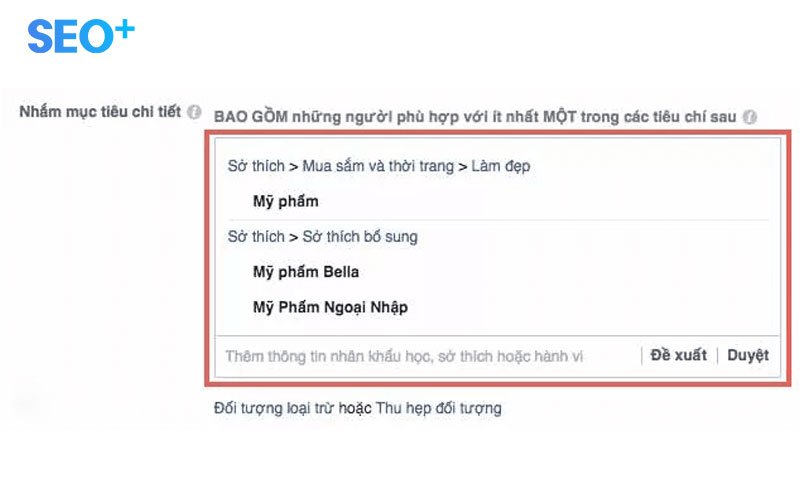 SEO+
Nhắm mục tiêu chi tiết
BAO GỒM những người phù hợp với ít nhất MỘT trong các tiêu chí sau
Sở thích > Mua sắm và thời trang > Làm đẹp
Mỹ phẩm
Sở thích > Sở thích bổ sung
Mỹ phẩm Bella
Mỹ Phẩm Ngoại Nhập
Thêm thông tin nhân khẩu học, sở thích hoặc hành vi | Đề xuất | Duyệt
Đối tượng loại trừ hoặc Thu hẹp đối tượng